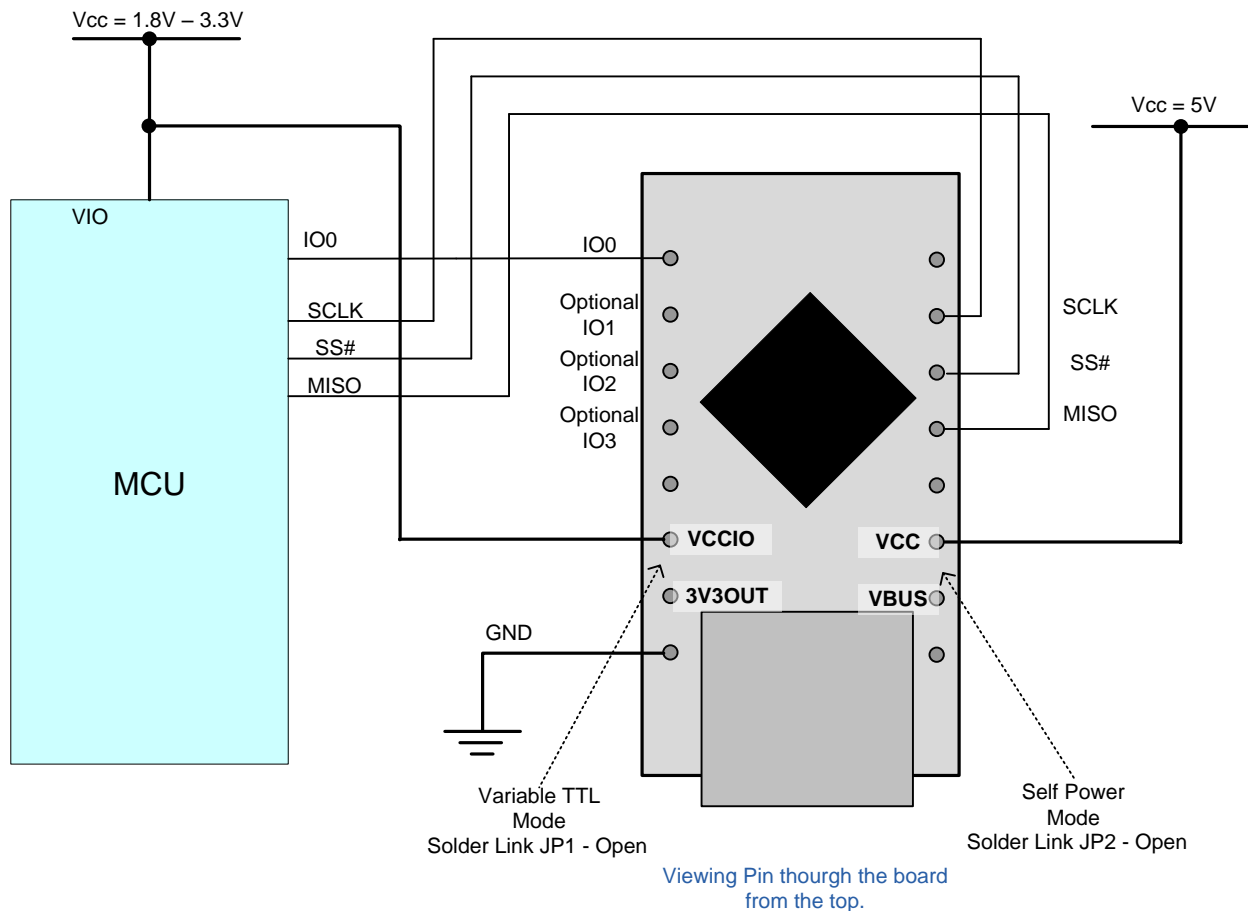 Vcc = 1.8V – 3.3V
Vcc = 5V
VIO
IO0
SCLK
SS#
MISO
MCU
IO0
Optional
IO1
Optional
IO2
Optional
IO3
SCLK
SS#
MISO
VCCIO
VCC
3V3OUT
VBUS
GND
Variable TTL
Mode
Solder Link JP1 - Open
Self Power
Mode
Solder Link JP2 - Open
Viewing Pin thourgh the board
from the top.